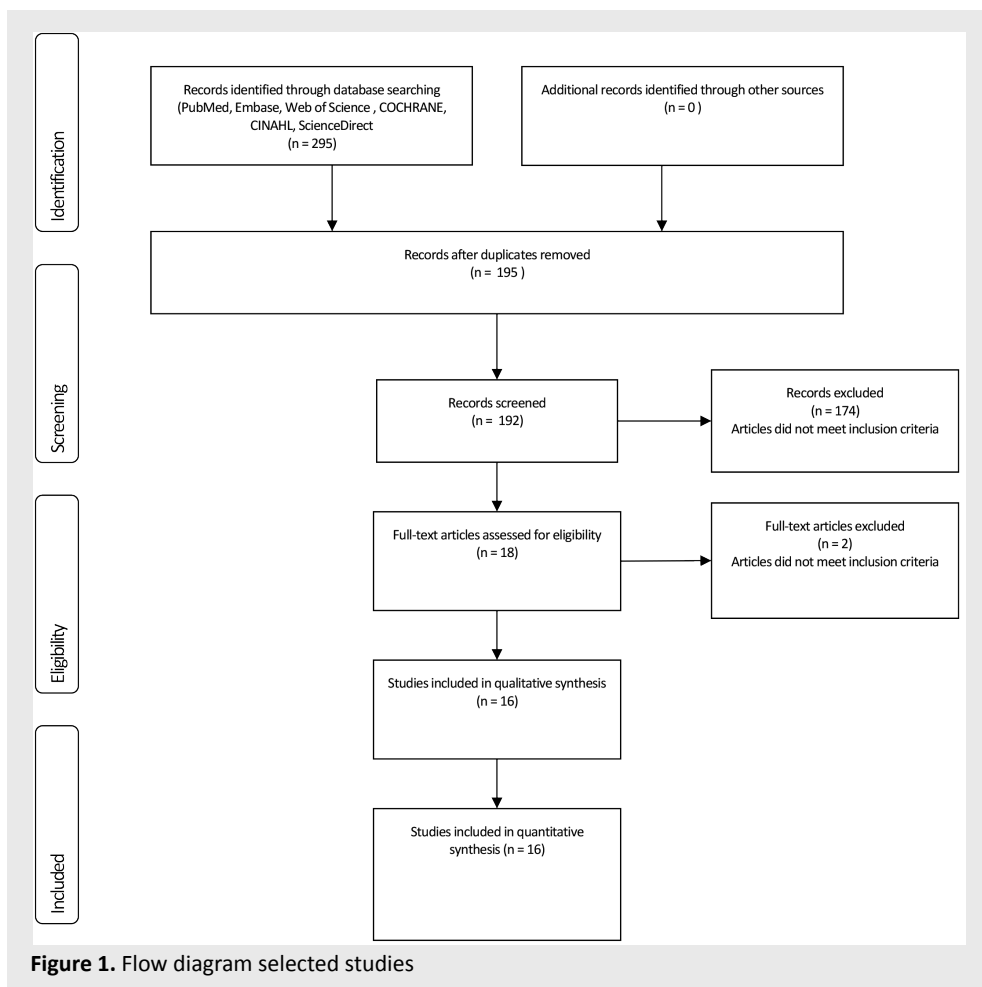 Identification
Records identified through database searching
(PubMed, Embase, Web of Science , COCHRANE,
CINAHL, ScienceDirect
(n = 295)
Additional records identified through other sources
(n = 0 )
Records after duplicates removed
(n =  195 )
Screening
Records screened
(n =  192)
Records excluded
(n = 174)
Articles did not meet inclusion criteria
Eligibility
Full-text articles assessed for eligibility
(n = 18)
Full-text articles excluded
(n = 2)
Articles did not meet inclusion criteria
Studies included in qualitative synthesis
(n = 16)
Included
Studies included in quantitative
synthesis (n = 16)
Figure 1. Flow diagram selected studies